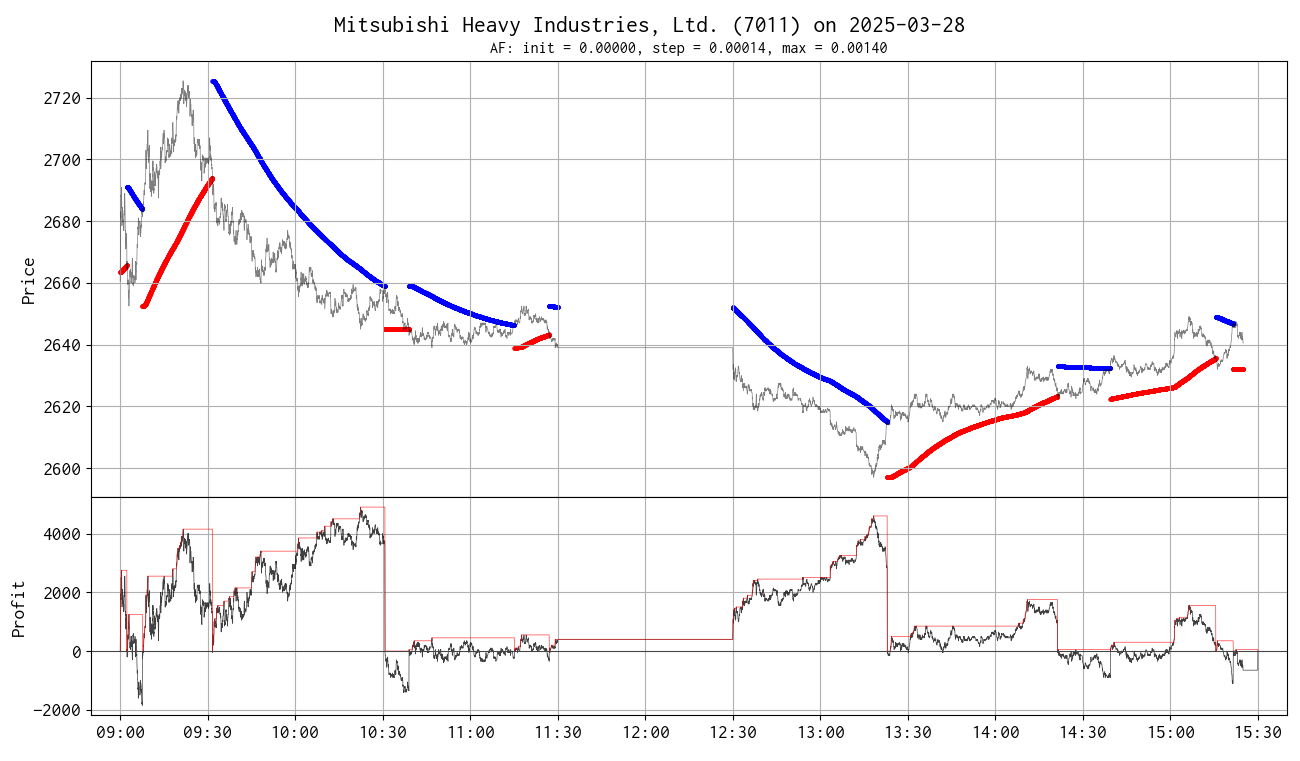 Mitsubishi Heavy Industries, Ltd. (7011) on 2025-03-28
AF: init = 0.00000, step = 0.00014, max = 0.00140
Price
2720
2700
2680
2660
2640
2620
2600
Profit
4000
2000
0
−2000
09:00 09:30 10:00 10:30 11:00 11:30 12:00 12:30 13:00 13:30 14:00 14:30 15:00 15:30